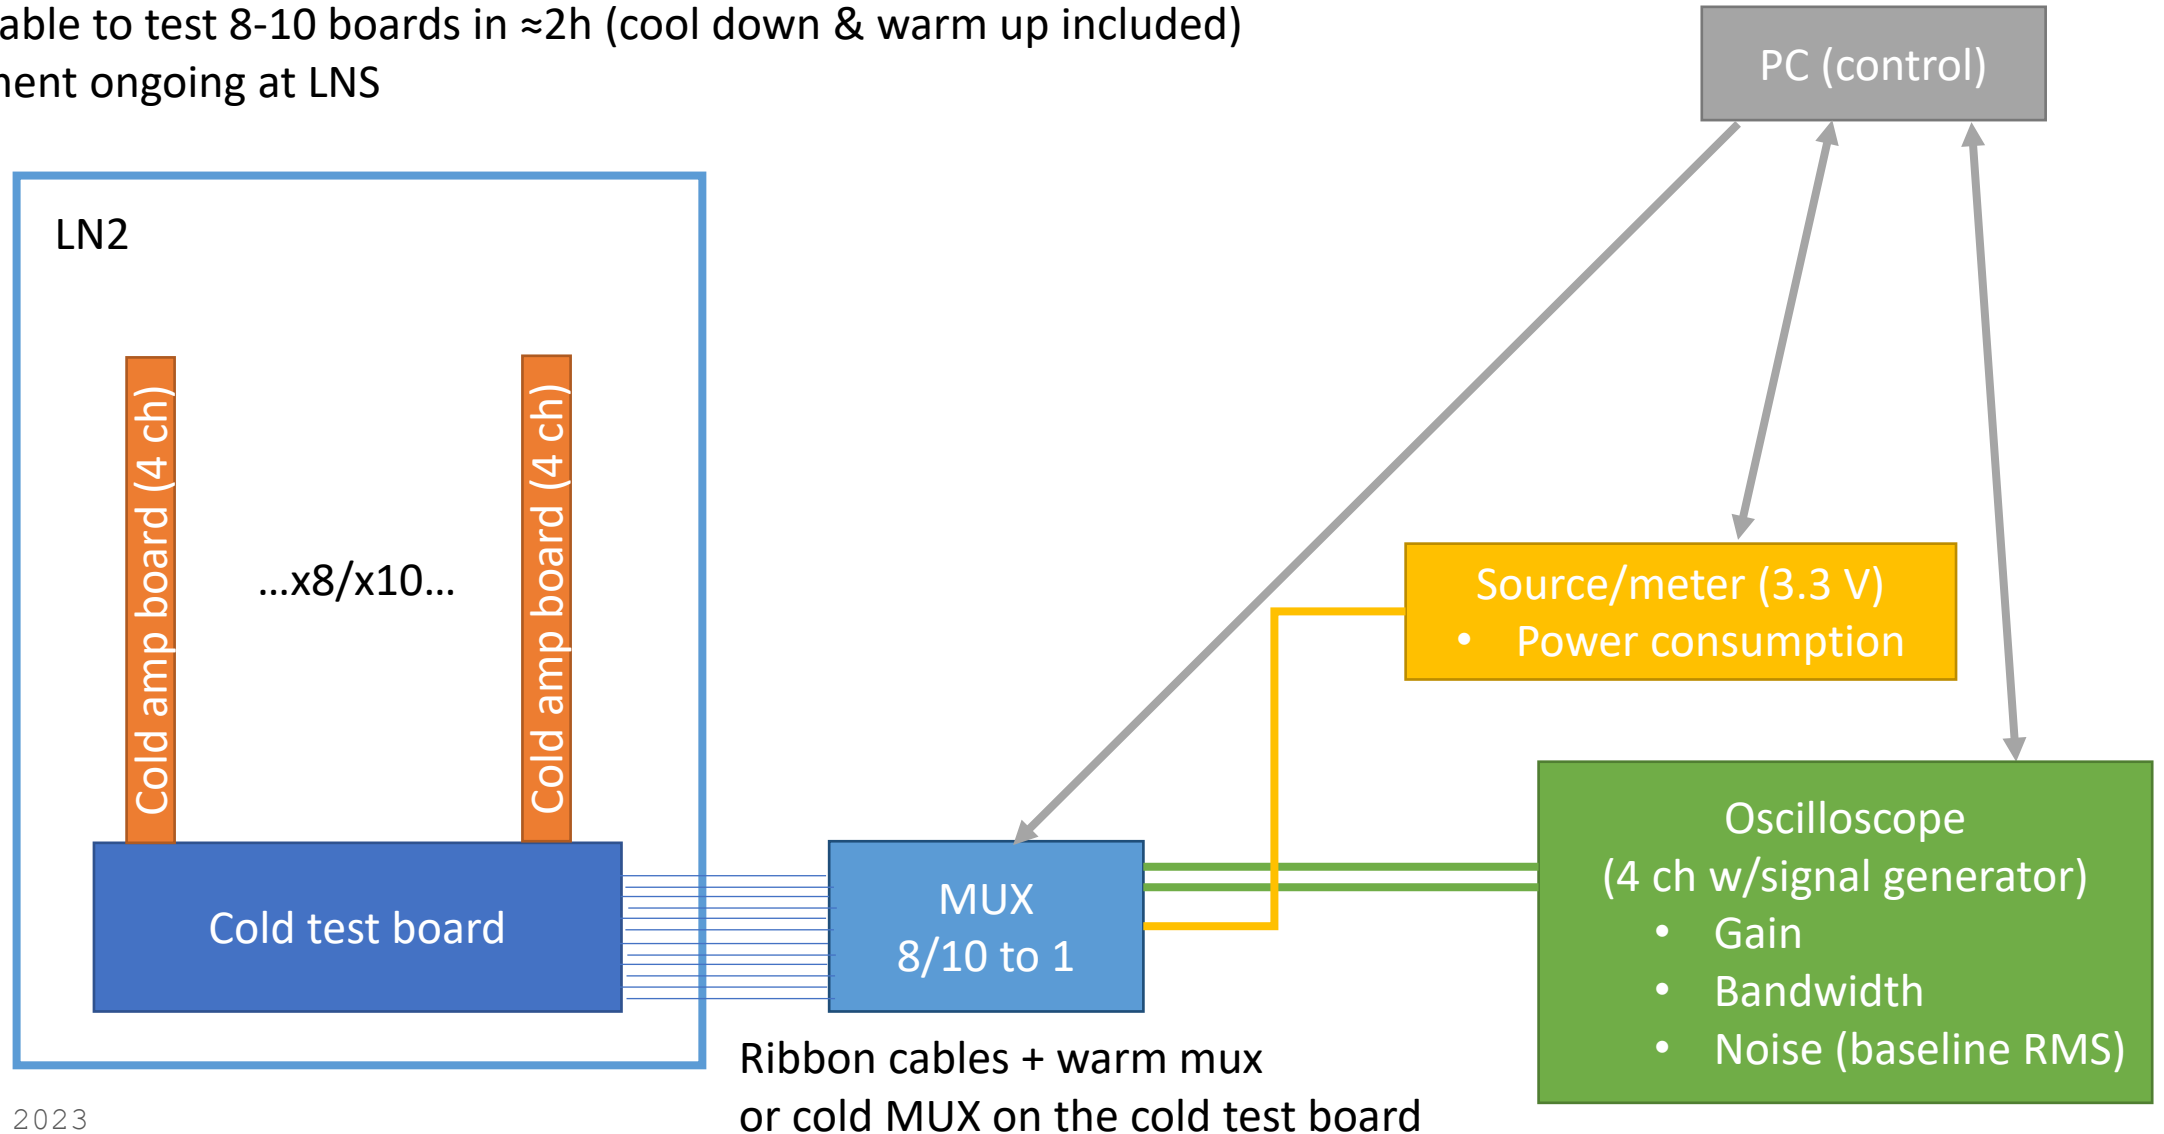 able to test 8-10 boards in ≈2h (cool down & warm up included)
ment ongoing at LNS
PC (control)
LN2
Cold amp board (4 ch)
...x8/x10...
Cold amp board (4 ch)
Source/meter (3.3 V)
• Power consumption
Cold test board
MUX
8/10 to 1
Oscilloscope
(4 ch w/signal generator)
• Gain
• Bandwidth
• Noise (baseline RMS)
Ribbon cables + warm mux
or cold MUX on the cold test board
2023